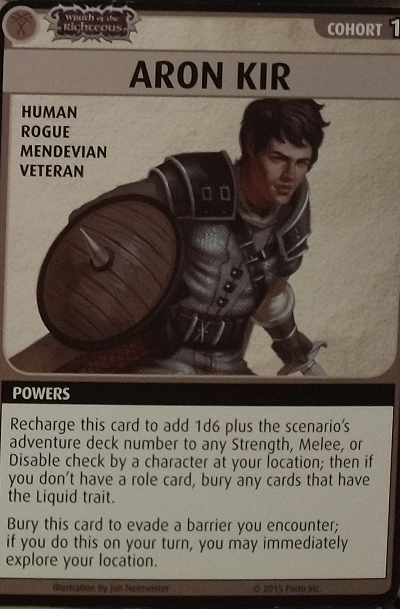 Wrath of the
Righteous
COHORT 1
ARON KIR
HUMAN
ROGUE
MENDEVIAN
VETERAN
POWERS
Recharge this card to add 1d6 plus the scenario's
adventure deck number to any Strength, Melee, or
Disable check by a character at your location; then if
you don't have a role card, bury any cards that have
the Liquid trait.
Bury this card to evade a barrier you encounter;
if you do this on your turn, you may immediately
explore your location.
Illustration by Jon Neimeister
© 2015 Paizo Inc.